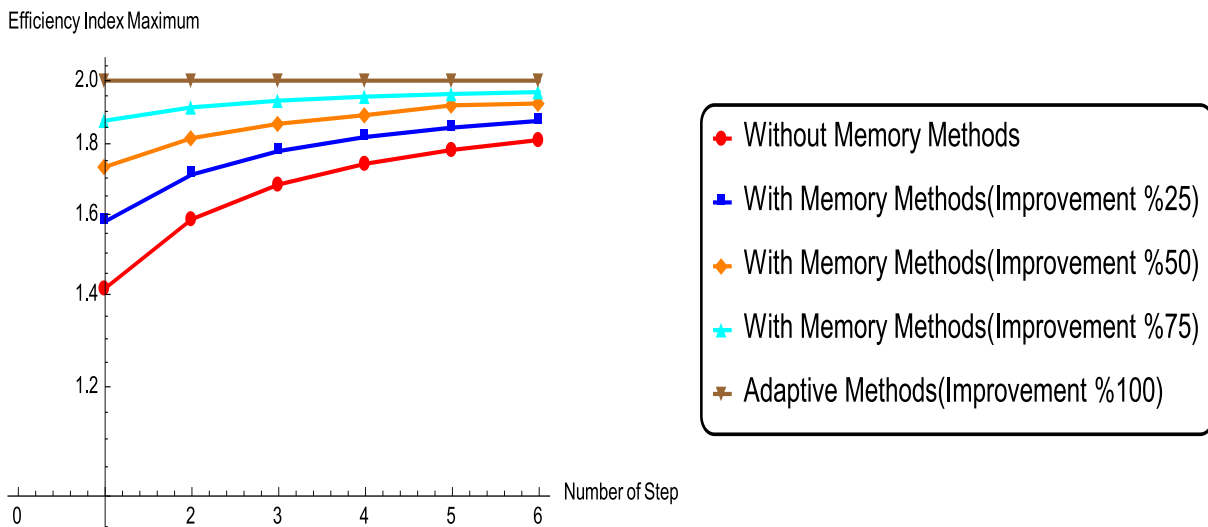 Efficiency Index Maximum
2.0
1.8
1.6
1.4
1.2
0 2 3 4 5 6
Number of Step
Without Memory Methods
With Memory Methods(Improvement %25)
With Memory Methods(Improvement %50)
With Memory Methods(Improvement %75)
Adaptive Methods(Improvement %100)